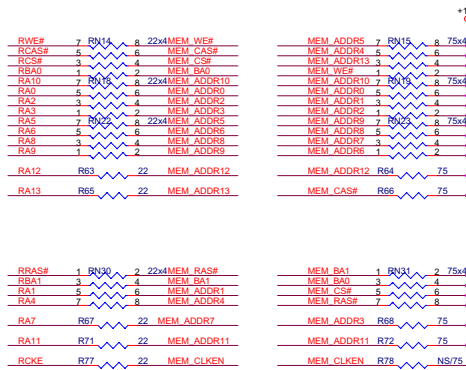 +1
RWE# 7 RN14 8 22x4 MEM_WE# MEM_ADDR5 7 RN15 8 75x4
RCAS# 5 6 MEM_CAS# MEM_ADDR4 5 6
RCS# 3 4 MEM_CS# MEM_ADDR13 3 4
RBA0 1 2 MEM_BA0 MEM_WE# 1 2
RA10 7 RN18 8 22x4 MEM_ADDR10 MEM_ADDR10 7 RN19 8 75x4
RA0 5 6 MEM_ADDR0 MEM_ADDR0 5 6
RA2 3 4 MEM_ADDR2 MEM_ADDR1 3 4
RA3 1 2 MEM_ADDR3 MEM_ADDR2 1 2
RA5 7 RN22 8 22x4 MEM_ADDR5 MEM_ADDR9 7 RN23 8 75x4
RA6 5 6 MEM_ADDR6 MEM_ADDR8 5 6
RA8 3 4 MEM_ADDR8 MEM_ADDR7 3 4
RA9 1 2 MEM_ADDR9 MEM_ADDR6 1 2
RA12 R63 22 MEM_ADDR12 MEM_ADDR12 R64 75
RA13 R65 22 MEM_ADDR13 MEM_CAS# R66 75
RRAS# 1 RN30 2 22x4 MEM_RAS# MEM_BA1 1 RN31 2 75x4
RBA1 3 4 MEM_BA1 MEM_BA0 3 4
RA1 5 6 MEM_ADDR1 MEM_CS# 5 6
RA4 7 8 MEM_ADDR4 MEM_RAS# 7 8
RA7 R67 22 MEM_ADDR7 MEM_ADDR3 R68 75
RA11 R71 22 MEM_ADDR11 MEM_ADDR11 R72 75
RCKE R77 22 MEM_CLKEN MEM_CLKEN R78 NS/75